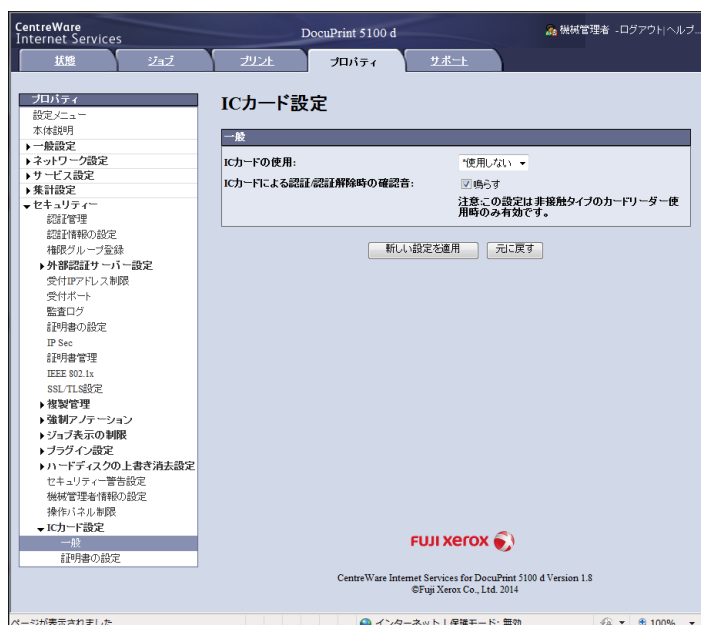 CentreWare
Internet Services
DocuPrint 5100 d
機械管理者 -ログアウト|ヘルプ...
状態
ジョブ
プリント
プロパティ
サポート
プロパティ
設定メニュー
本体説明
一般設定
ネットワーク設定
サービス設定
集計設定
セキュリティー
認証管理
認証情報の設定
権限グループ登録
外部認証サーバー設定
受付IPアドレス制限
受付ポート
監査ログ
証明書の設定
IP Sec
証明書管理
IEEE 802.1x
SSL/TLS設定
複製管理
強制アノテーション
ジョブ表示の制限
プラグイン設定
ハードディスクの上書き消去設定
セキュリティー警告設定
機械管理者情報の設定
操作パネル制限
ICカード設定
一般
証明書の設定
ICカード設定
一般
ICカードの使用:
*使用しない
ICカードによる認証/認証解除時の確認音:
鳴らす
注意:この設定は非接触タイプのカードリーダー使
用時のみ有効です。
新しい設定を適用
元に戻す
FUJI XEROX
CentreWare Internet Services for DocuPrint 5100 d Version 1.8
©Fuji Xerox Co., Ltd. 2014
ページが表示されました
インターネット | 保護モード: 無効
100%